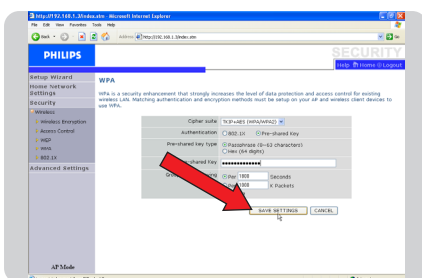 http://192.168.1.3/index.stm - Microsoft Internet Explorer
File Edit View Favorites Tools Help
Back
Address http://192.168.1.3/index.stm
Go
PHILIPS
SECURITY
Help Home Logout
Setup Wizard
Home Network Settings
Security
Wireless
Wireless Encryption
Access Control
WEP
WPA
802.1X
Advanced Settings
AP Mode
WPA
WPA is a security enhancement that strongly increases the level of data protection and access control for existing
wireless LAN. Matching authentication and encryption methods must be setup on your AP and wireless client devices to
use WPA.
Cipher suite TKIP+AES (WPA/WPA2)
Authentication 802.1X Pre-shared Key
Pre-shared key type Passphrase (8~63 characters)
Hex (64 digits)
-shared Key
Per 1800 Seconds
1000 K Packets
SAVE SETTINGS CANCEL